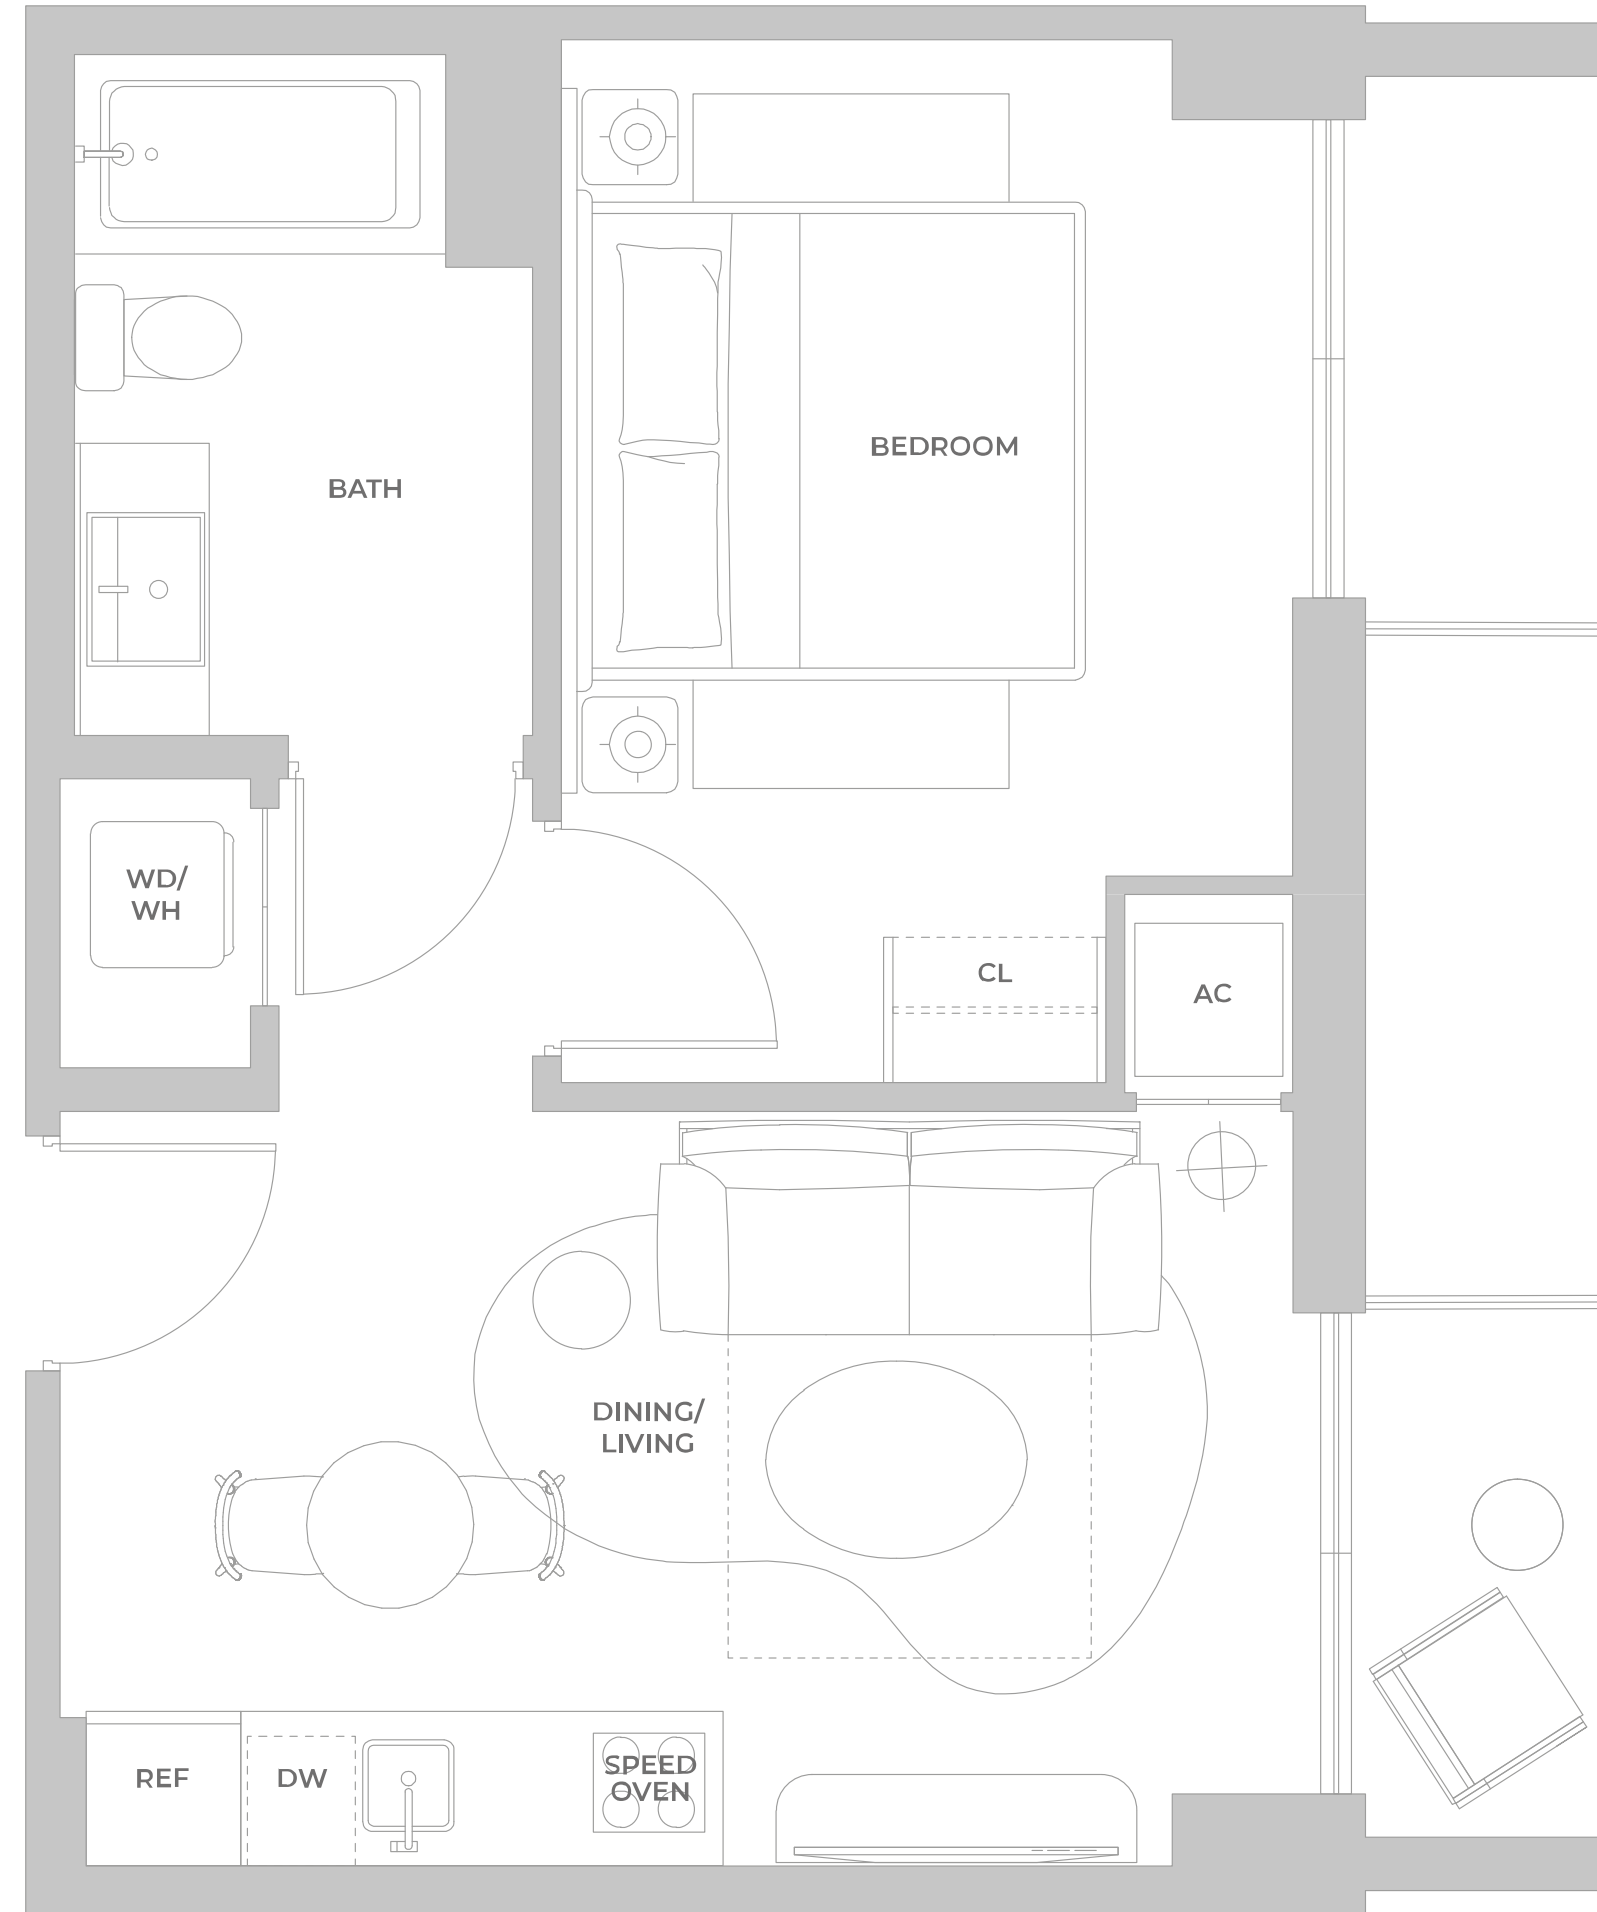 BEDROOM
BATH
WD/
WH
CL
AC
DINING/
LIVING
REF
DW
SPEED
OVEN